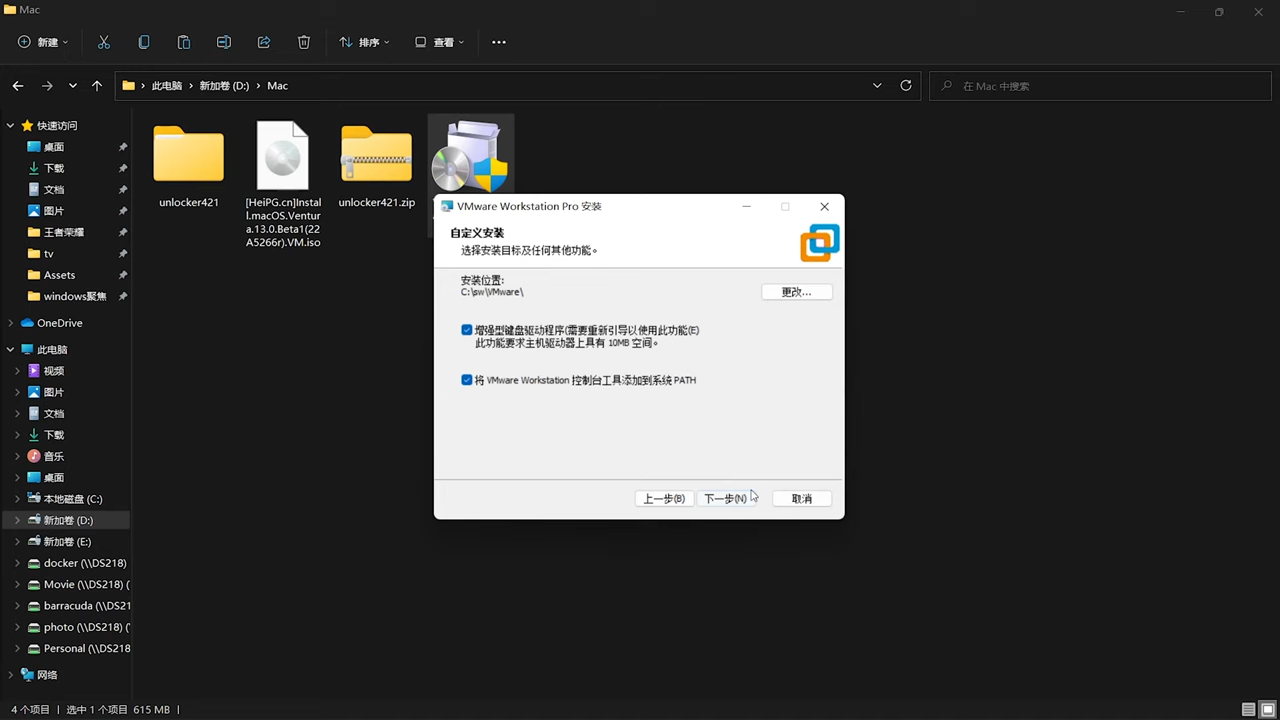 Mac
新建
排序
查看
此电脑
新加卷 (D:)
Mac
在 Mac 中搜索
快速访问
桌面
下载
文档
图片
王者荣耀
tv
Assets
windows聚焦
OneDrive
此电脑
视频
图片
文档
下载
音乐
桌面
本地磁盘 (C:)
新加卷 (D:)
新加卷 (E:)
docker (\\DS218)
Movie (\\DS218) (
barracuda (\\DS21
photo (\\DS218) (
Personal (\\DS218
网络
unlocker421
[HeiPG.cn]Instal
l.macOS.Ventur
a.13.0.Beta1(22
A5266r).VM.iso
unlocker421.zip
VMware Workstation Pro 安装
自定义安装
选择安装目标及任何其他功能。
安装位置:
C:\sw\VMware\
更改...
增强型键盘驱动程序(需要重新引导以使用此功能(E)
此功能要求主机驱动器上具有 10MB 空间。
将 VMware Workstation 控制台工具添加到系统 PATH
上一步(B)
下一步(N)
取消
4 个项目
选中 1 个项目 615 MB